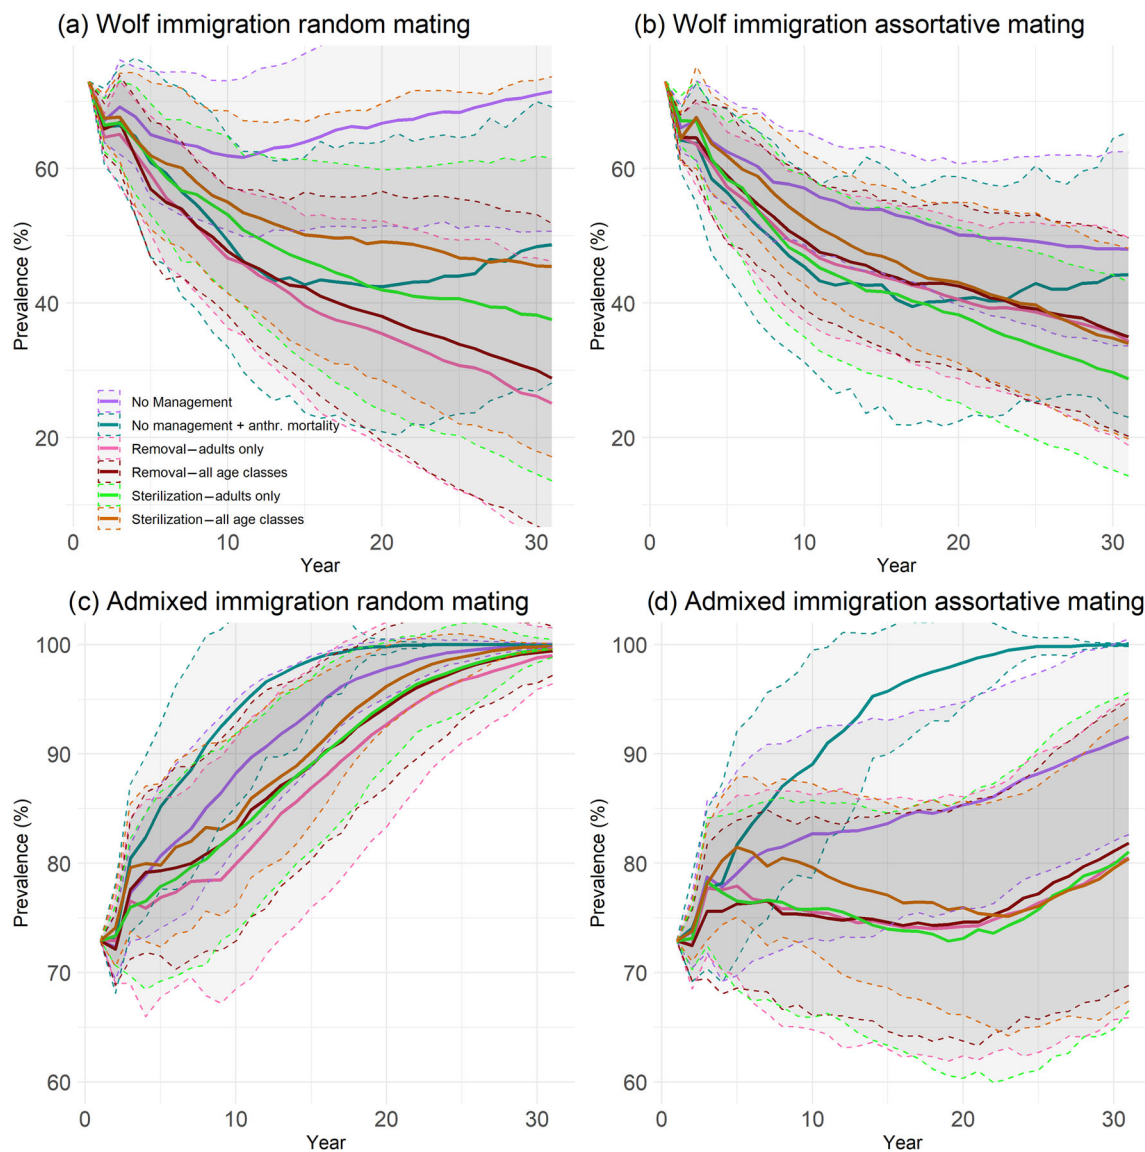 (a) Wolf immigration random mating
Prevalence (%)
60
40
20
No Management
No management + anthr. mortality
Removal−adults only
Removal−all age classes
Sterilization−adults only
Sterilization−all age classes
0 10 20 30
Year
(b) Wolf immigration assortative mating
Prevalence (%)
60
40
20
0 10 20 30
Year
(c) Admixed immigration random mating
Prevalence (%)
100
90
80
70
60
0 10 20 30
Year
(d) Admixed immigration assortative mating
Prevalence (%)
100
90
80
70
60
0 10 20 30
Year